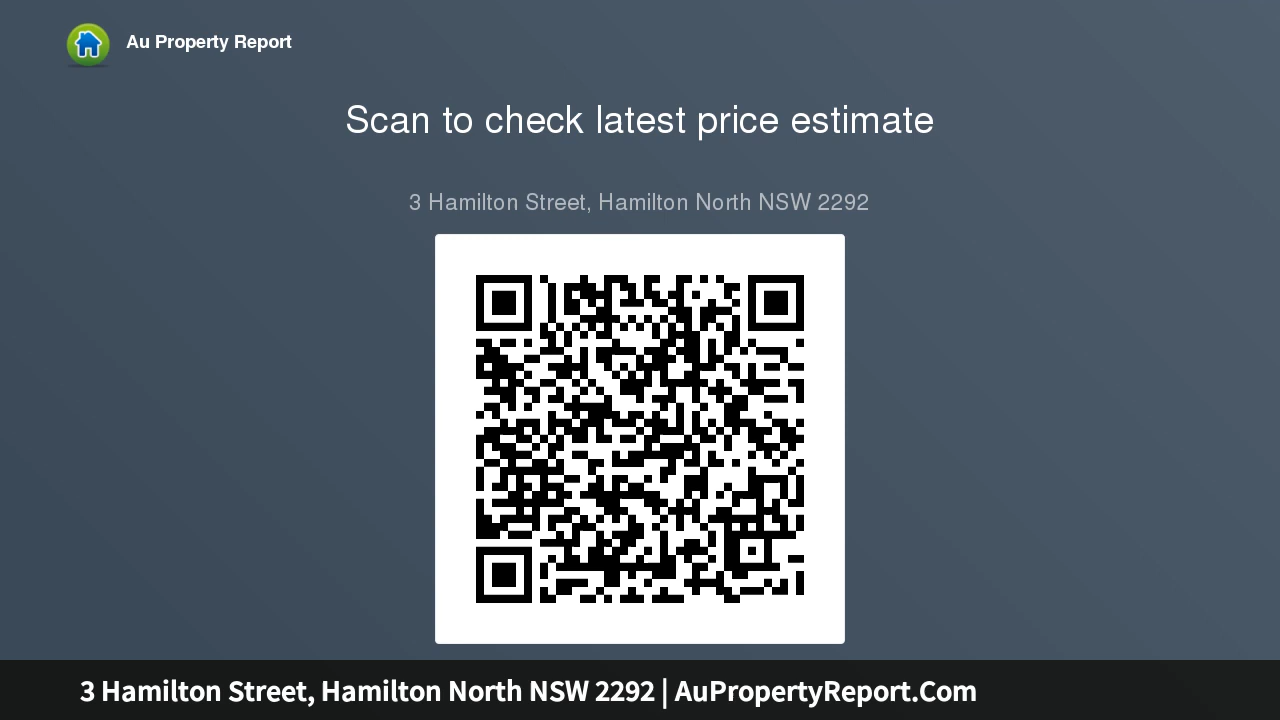 Au Property Report
Scan to check latest price estimate
3 Hamilton Street, Hamilton North NSW 2292
3 Hamilton Street, Hamilton North NSW 2292 | AuPropertyReport.Com